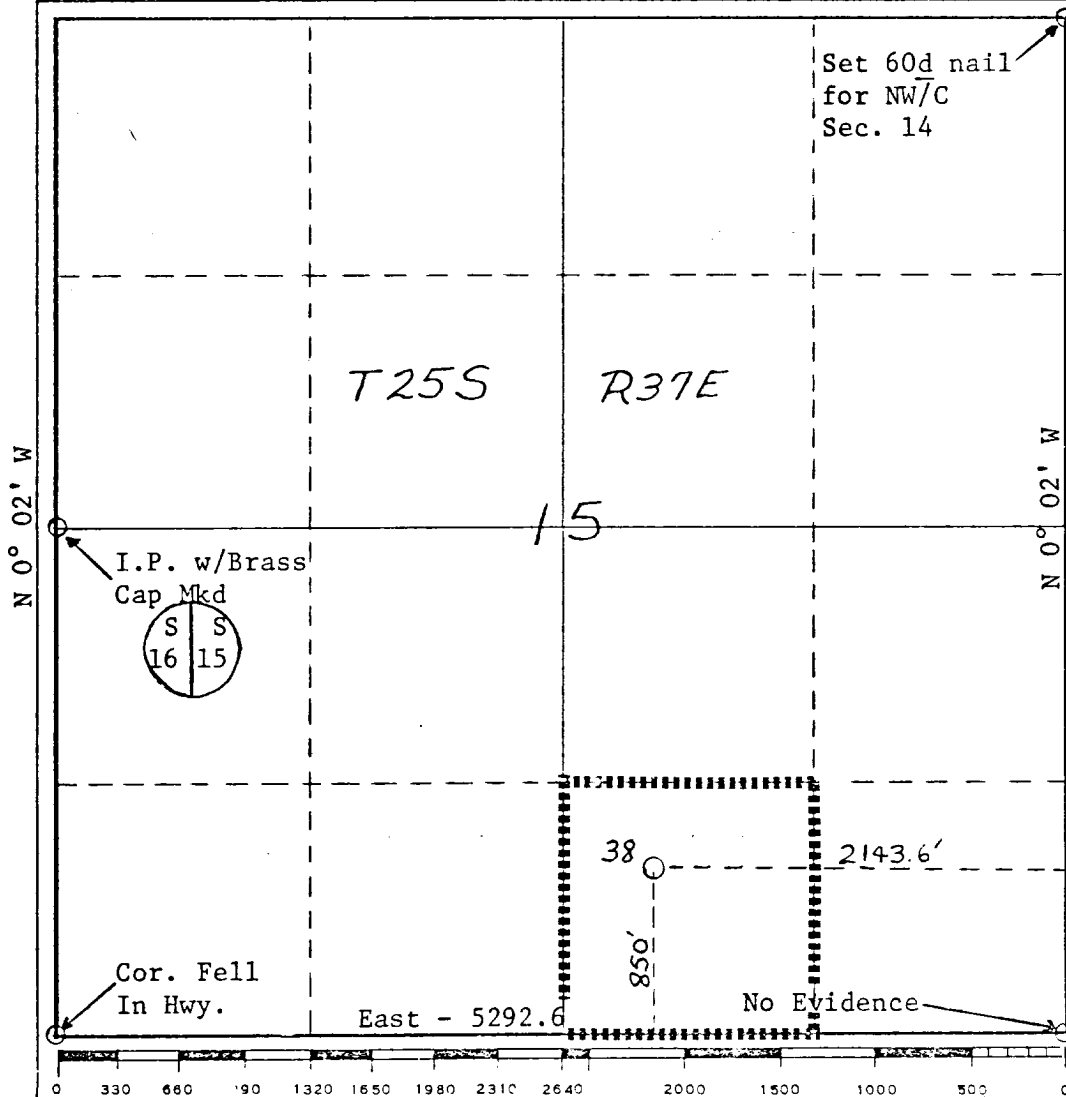 Set 60d nail
for NW/C
Sec. 14
T25S R37E
N 0° 02' W
N 0° 02' W
15
I.P. w/Brass
Cap Mkd
S S
16 15
38
2143.6'
850'
Cor. Fell
In Hwy.
No Evidence
East - 5292.6
0 330 660 '90 1320 1650 1980 2310 2640 2000 1500 1000 500 0